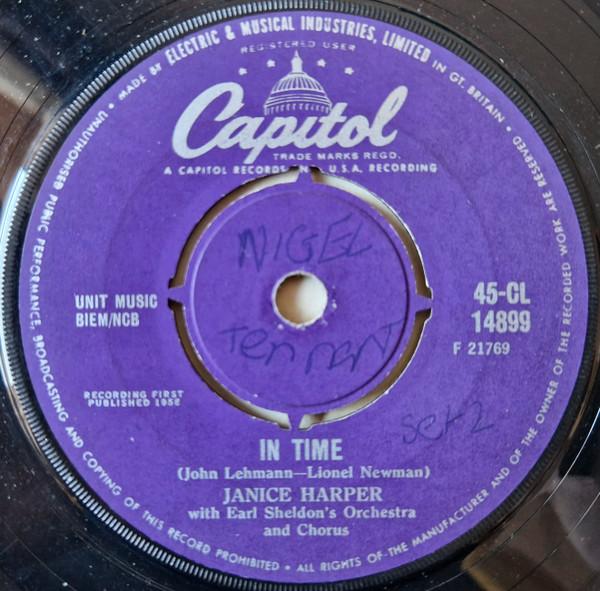 MADE BY ELECTRIC & MUSICAL INDUSTRIES, LIMITED IN GT. BRITAIN •
REGISTERED USER
Capitol
TRADE MARKS REGD.
A CAPITOL RECORDS INC. U.S.A. RECORDING
NIGEL
Tennant
UNIT MUSIC
BIEM/NCB
45-CL
14899
F 21769
RECORDING FIRST
PUBLISHED 1958
Set 2
IN TIME
(John Lehmann—Lionel Newman)
JANICE HARPER
with Earl Sheldon's Orchestra
and Chorus
• UNAUTHORISED PUBLIC PERFORMANCE, BROADCASTING AND COPYING OF THIS RECORD PROHIBITED • ALL RIGHTS OF THE MANUFACTURER AND OF THE OWNER OF THE RECORDED WORK ARE RESERVED